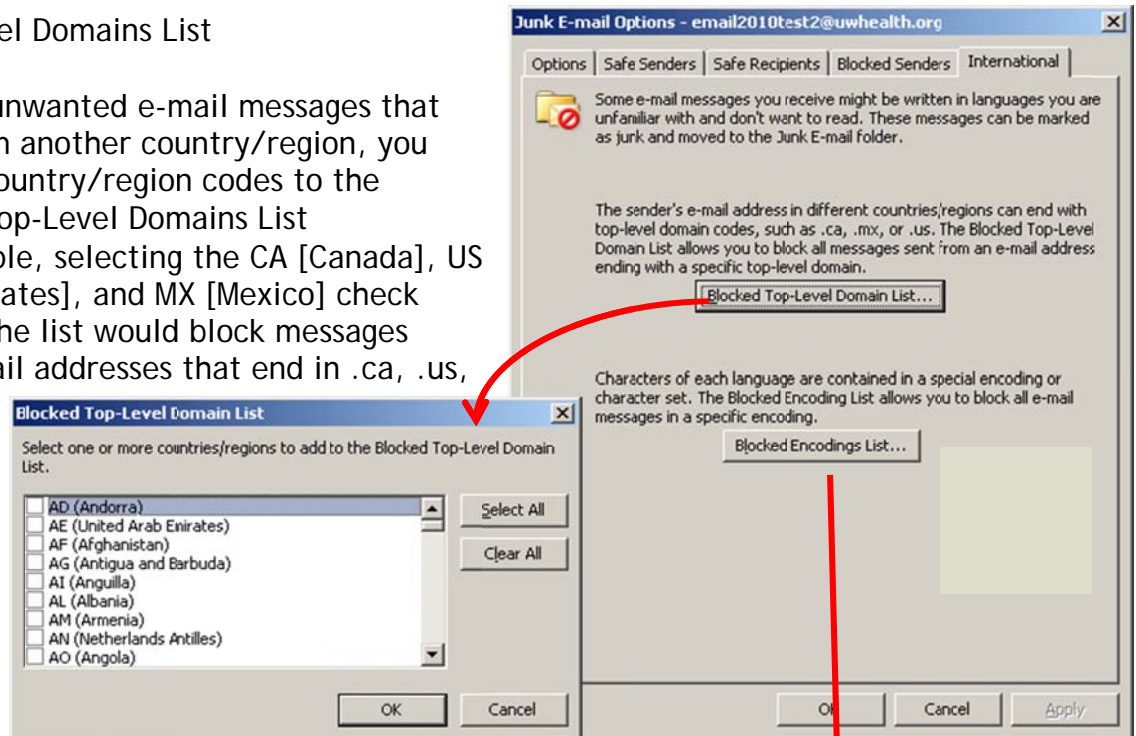 el Domains List
unwanted e-mail messages that
n another country/region, you
ountry/region codes to the
op-Level Domains List
ple, selecting the CA [Canada], US
ates], and MX [Mexico] check
he list would block messages
ail addresses that end in .ca, .us,
Junk E-mail Options - email2010test2@uwhealth.org
Options Safe Senders Safe Recipients Blocked Senders International
Some e-mail messages you receive might be written in languages you are
unfamiliar with and don't want to read. These messages can be marked
as junk and moved to the Junk E-mail folder.
The sender's e-mail address in different countries/regions can end with
top-level domain codes, such as .ca, .mx, or .us. The Blocked Top-Level
Doman List allows you to block all messages sent from an e-mail address
ending with a specific top-level domain.
Blocked Top-Level Domain List...
Characters of each language are contained in a special encoding or
character set. The Blocked Encoding List allows you to block all e-mail
messages in a specific encoding.
Blocked Encodings List...
OK Cancel Apply
Blocked Top-Level Domain List
Select one or more countries/regions to add to the Blocked Top-Level Domain
List.
AD (Andorra)
AE (United Arab Emirates)
AF (Afghanistan)
AG (Antigua and Barbuda)
AI (Anguilla)
AL (Albania)
AM (Armenia)
AN (Netherlands Antilles)
AO (Angola)
Select All
Clear All
OK Cancel